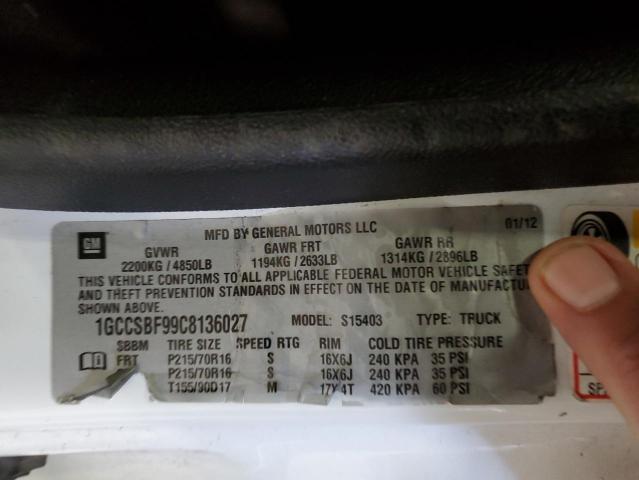 MFD BY GENERAL MOTORS LLC 01/12
GM
GVWR GAWR FRT GAWR RR
2200KG / 4850LB 1194KG / 2633LB 1314KG / 2896LB
THIS VEHICLE CONFORMS TO ALL APPLICABLE FEDERAL MOTOR VEHICLE SAFET
AND THEFT PREVENTION STANDARDS IN EFFECT ON THE DATE OF MANUFACTU
SHOWN ABOVE.
1GCCSBF99C8136027 MODEL: S15403 TYPE: TRUCK
SBBM TIRE SIZE SPEED RTG RIM COLD TIRE PRESSURE
FRT P215/70R16 S 16X6J 240 KPA 35 PSI
P215/70R16 S 16X6J 240 KPA 35 PSI
T155/90D17 M 17X4T 420 KPA 60 PSI